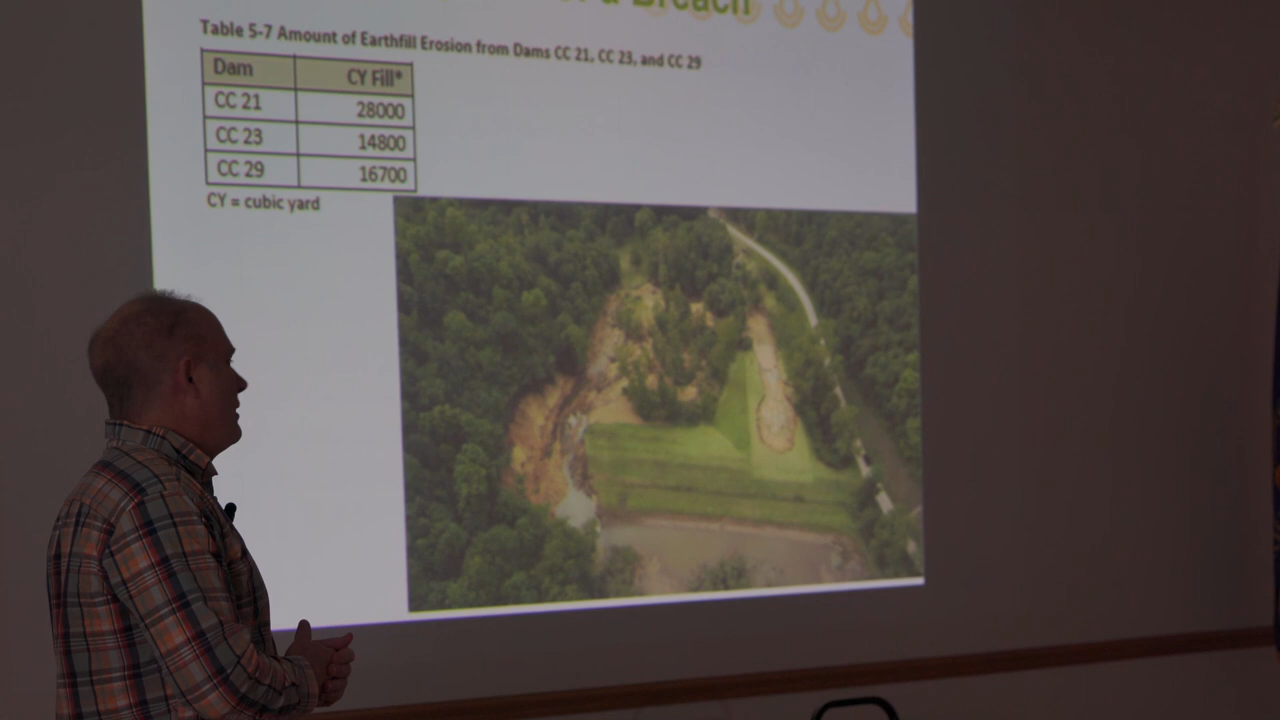 a Breach
Table 5-7 Amount of Earthfill Erosion from Dams CC 21, CC 23, and CC 29
Dam CY Fill*
CC 21 28000
CC 23 14800
CC 29 16700
CY = cubic yard